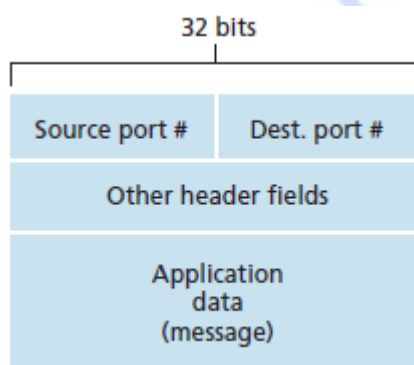 32 bits
Source port #
Dest. port #
Other header fields
Application
data
(message)